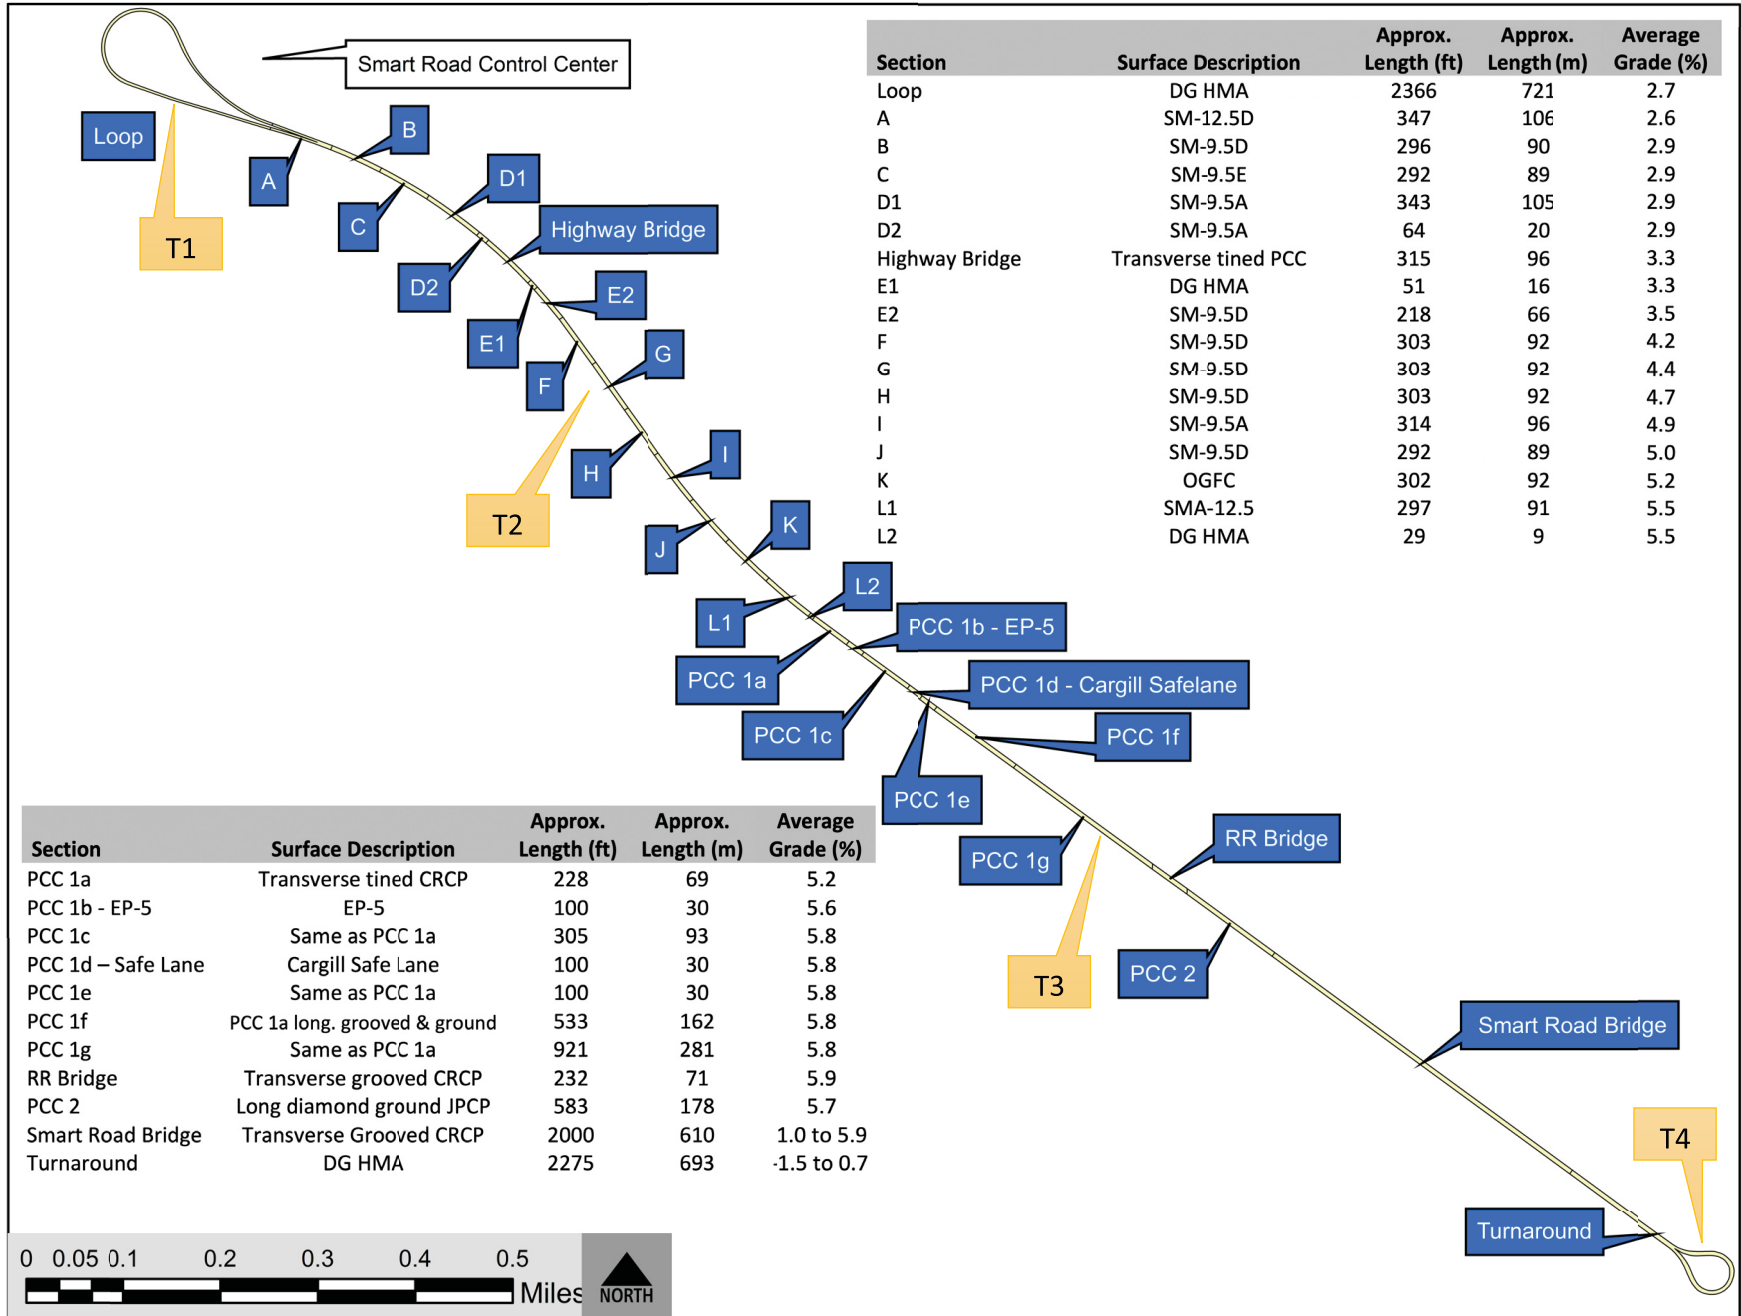 Smart Road Control Center
Loop
A
B
C
D1
T1
Highway Bridge
D2
E2
E1
G
F
H
I
T2
K
J
L2
L1
PCC 1b - EP-5
PCC 1a
PCC 1d - Cargill Safelane
PCC 1c
PCC 1f
PCC 1e
RR Bridge
PCC 1g
T3
PCC 2
Smart Road Bridge
T4
Turnaround
Section Surface Description Approx. Length (ft) Approx. Length (m) Average Grade (%)
Loop DG HMA 2366 721 2.7
A SM-12.5D 347 106 2.6
B SM-9.5D 296 90 2.9
C SM-9.5E 292 89 2.9
D1 SM-9.5A 343 105 2.9
D2 SM-9.5A 64 20 2.9
Highway Bridge Transverse tined PCC 315 96 3.3
E1 DG HMA 51 16 3.3
E2 SM-9.5D 218 66 3.5
F SM-9.5D 303 92 4.2
G SM-9.5D 303 92 4.4
H SM-9.5D 303 92 4.7
I SM-9.5A 314 96 4.9
J SM-9.5D 292 89 5.0
K OGFC 302 92 5.2
L1 SMA-12.5 297 91 5.5
L2 DG HMA 29 9 5.5
Section Surface Description Approx. Length (ft) Approx. Length (m) Average Grade (%)
PCC 1a Transverse tined CRCP 228 69 5.2
PCC 1b - EP-5 EP-5 100 30 5.6
PCC 1c Same as PCC 1a 305 93 5.8
PCC 1d – Safe Lane Cargill Safe Lane 100 30 5.8
PCC 1e Same as PCC 1a 100 30 5.8
PCC 1f PCC 1a long. grooved & ground 533 162 5.8
PCC 1g Same as PCC 1a 921 281 5.8
RR Bridge Transverse grooved CRCP 232 71 5.9
PCC 2 Long diamond ground JPCP 583 178 5.7
Smart Road Bridge Transverse Grooved CRCP 2000 610 1.0 to 5.9
Turnaround DG HMA 2275 693 -1.5 to 0.7
0 0.05 0.1 0.2 0.3 0.4 0.5
Miles
NORTH